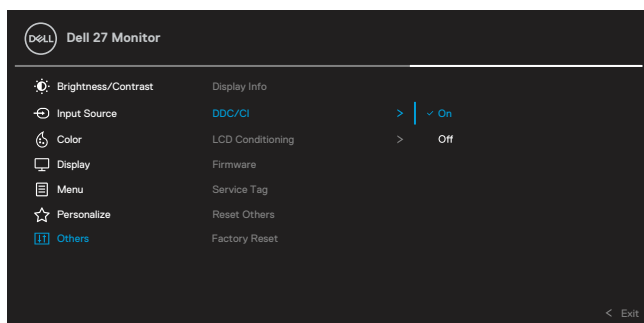 DELL Dell 27 Monitor
Brightness/Contrast Display Info
Input Source DDC/CI > ✓ On
Color LCD Conditioning > Off
Display Firmware
Menu Service Tag
Personalize Reset Others
Others Factory Reset
< Exit